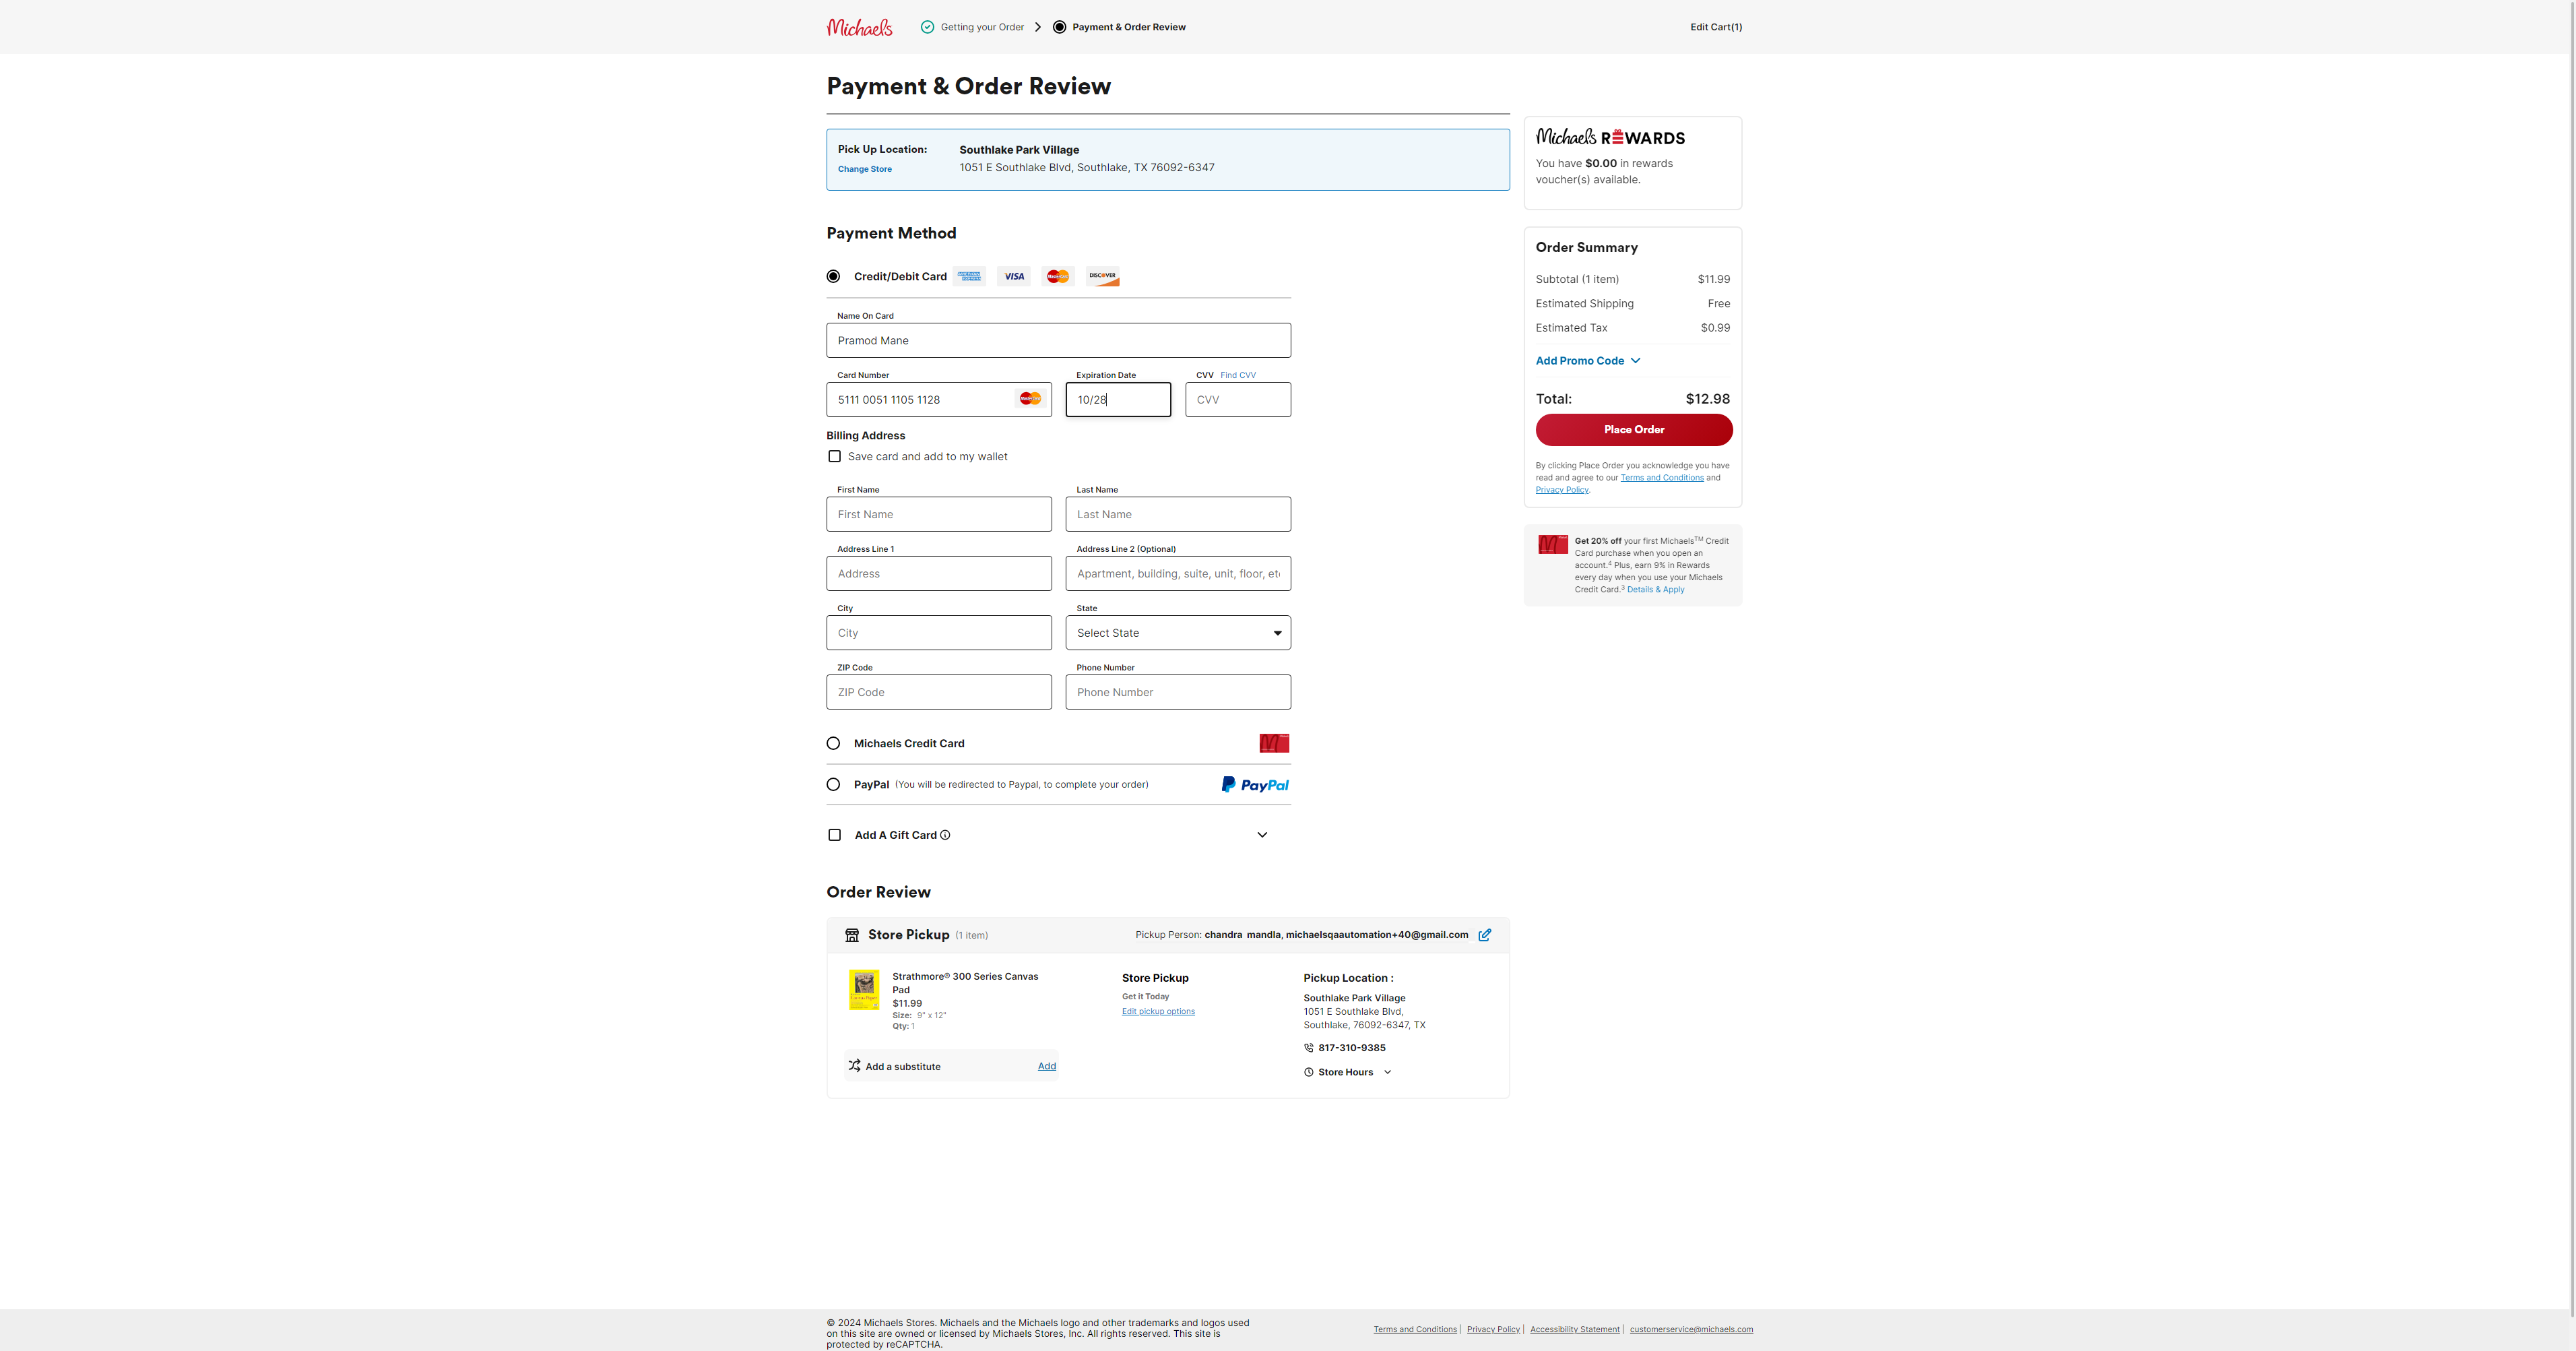 Michaels Getting your Order Payment & Order Review Edit Cart(1)
Payment & Order Review
Pick Up Location: Southlake Park Village
Change Store 1051 E Southlake Blvd, Southlake, TX 76092-6347
Michaels REWARDS
You have $0.00 in rewards
voucher(s) available.
Payment Method
Credit/Debit Card VISA DISCOVER
Name On Card
Pramod Mane
Card Number Expiration Date CVV Find CVV
5111 0051 1105 1128 10/28 CVV
Billing Address
Save card and add to my wallet
First Name Last Name
First Name Last Name
Address Line 1 Address Line 2 (Optional)
Address Apartment, building, suite, unit, floor, etc
City State
City Select State
ZIP Code Phone Number
ZIP Code Phone Number
Michaels Credit Card
PayPal (You will be redirected to Paypal, to complete your order) PayPal
Add A Gift Card
Order Summary
Subtotal (1 item) $11.99
Estimated Shipping Free
Estimated Tax $0.99
Add Promo Code
Total: $12.98
Place Order
By clicking Place Order you acknowledge you have
read and agree to our Terms and Conditions and
Privacy Policy.
Get 20% off your first Michaels™ Credit
Card purchase when you open an
account.⁴ Plus, earn 9% in Rewards
every day when you use your Michaels
Credit Card.³ Details & Apply
Order Review
Store Pickup (1 item) Pickup Person: chandra mandla, michaelsqaautomation+40@gmail.com
Strathmore® 300 Series Canvas
Pad
$11.99
Size: 9" x 12"
Qty: 1
Add a substitute Add
Store Pickup
Get it Today
Edit pickup options
Pickup Location :
Southlake Park Village
1051 E Southlake Blvd,
Southlake, 76092-6347, TX
817-310-9385
Store Hours
© 2024 Michaels Stores. Michaels and the Michaels logo and other trademarks and logos used
on this site are owned or licensed by Michaels Stores, Inc. All rights reserved. This site is
protected by reCAPTCHA.
Terms and Conditions | Privacy Policy | Accessibility Statement | customerservice@michaels.com